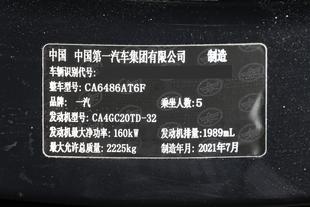 中国 中国第一汽车集团有限公司 制造
车辆识别代号:
整车型号: CA6486AT6F
品牌: 一汽 乘坐人数: 5
发动机型号: CA4GC20TD-32
发动机最大净功率: 160kW 发动机排量: 1989mL
最大允许总质量: 2225kg 制造年月: 2021年7月